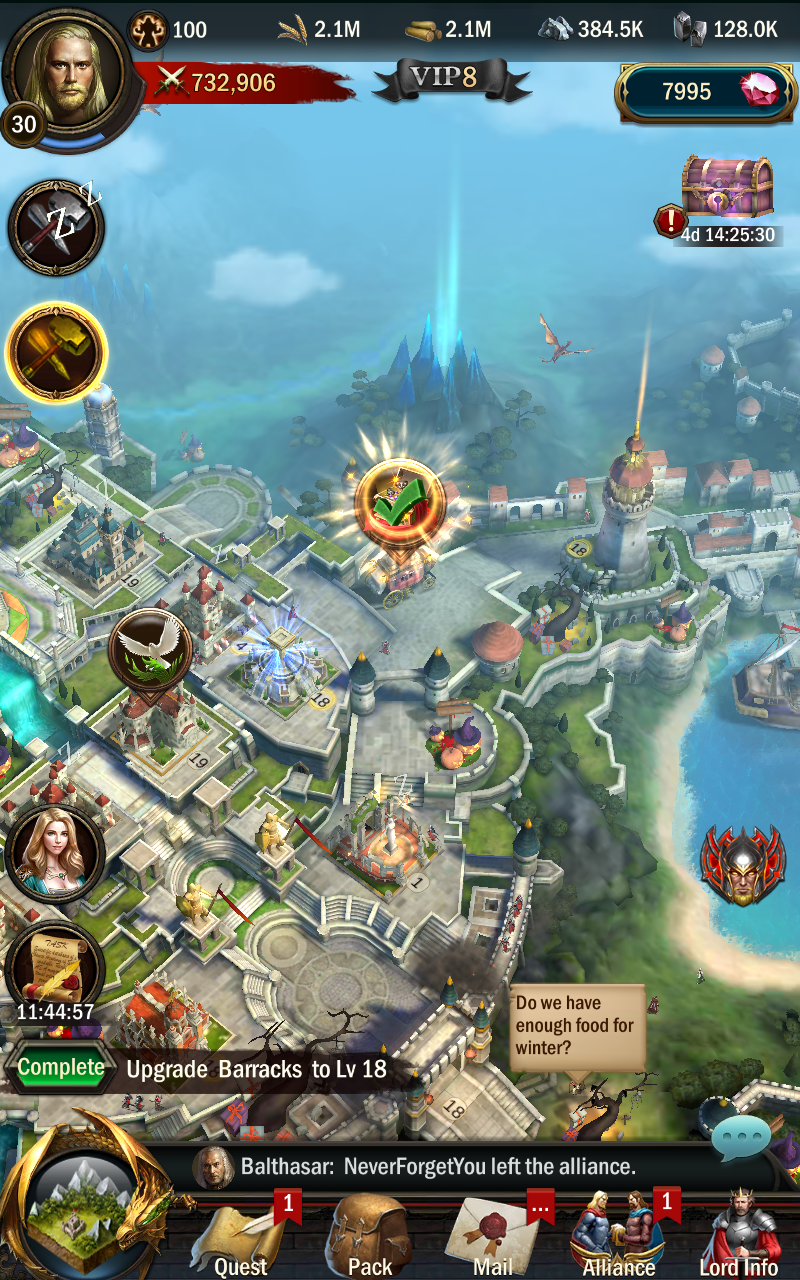 100
2.1M
2.1M
384.5K
128.0K
732,906
VIP8
7995
30
Z
Z
4d 14:25:30
18
19
4
18
19
1
TASK
11:44:57
Do we have
enough food for
winter?
Complete
Upgrade Barracks to Lv 18
18
Balthasar: NeverForgetYou left the alliance.
1
...
1
Quest
Pack
Mail
Alliance
Lord Info